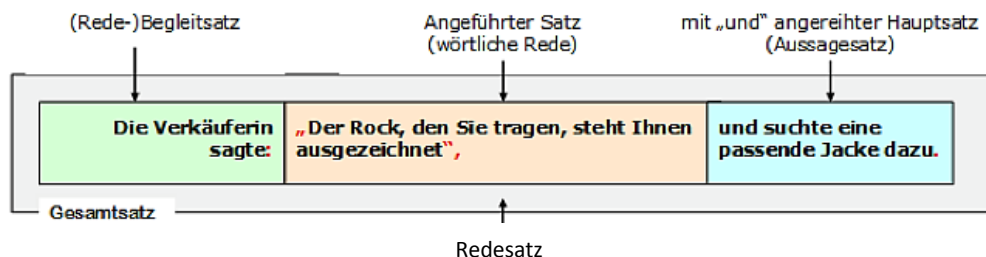 (Rede-)Begleitsatz
Angeführter Satz
(wörtliche Rede)
mit „und“ angereihter Hauptsatz
(Aussagesatz)
Die Verkäuferin
sagte:
„Der Rock, den Sie tragen, steht Ihnen
ausgezeichnet“,
und suchte eine
passende Jacke dazu.
Gesamtsatz
Redesatz